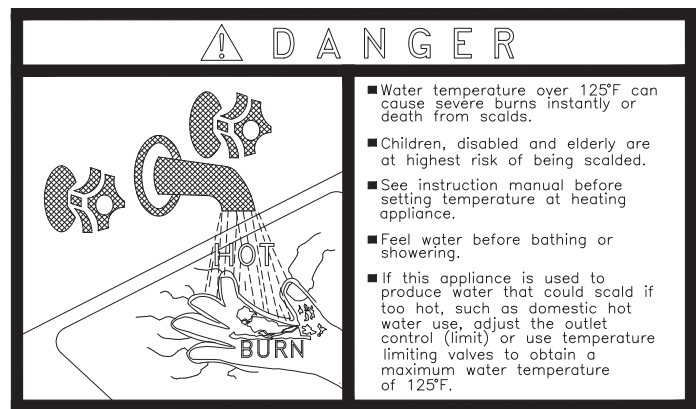 DANGER
HOT
BURN
■ Water temperature over 125°F can
cause severe burns instantly or
death from scalds.
■ Children, disabled and elderly are
at highest risk of being scalded.
■ See instruction manual before
setting temperature at heating
appliance.
■ Feel water before bathing or
showering.
■ If this appliance is used to
produce water that could scald if
too hot, such as domestic hot
water use, adjust the outlet
control (limit) or use temperature
limiting valves to obtain a
maximum water temperature
of 125°F.